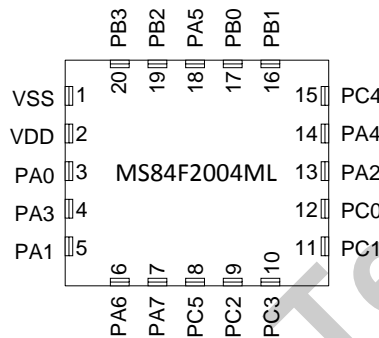 PB3 PB2 PA5 PB0 PB1
20 19 18 17 16
VSS 1 15 PC4
VDD 2 14 PA4
PA0 3 MS84F2004ML 13 PA2
PA3 4 12 PC0
PA1 5 11 PC1
6 7 8 9 10
PA6 PA7 PC5 PC2 PC3
Te